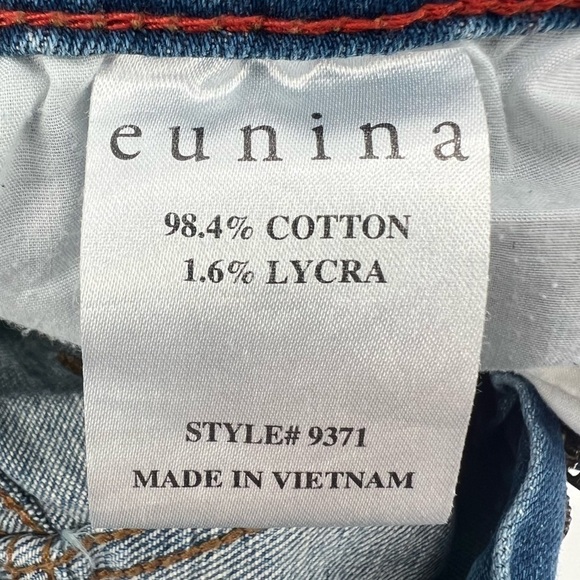 eunina
98.4% COTTON
1.6% LYCRA
STYLE# 9371
MADE IN VIETNAM